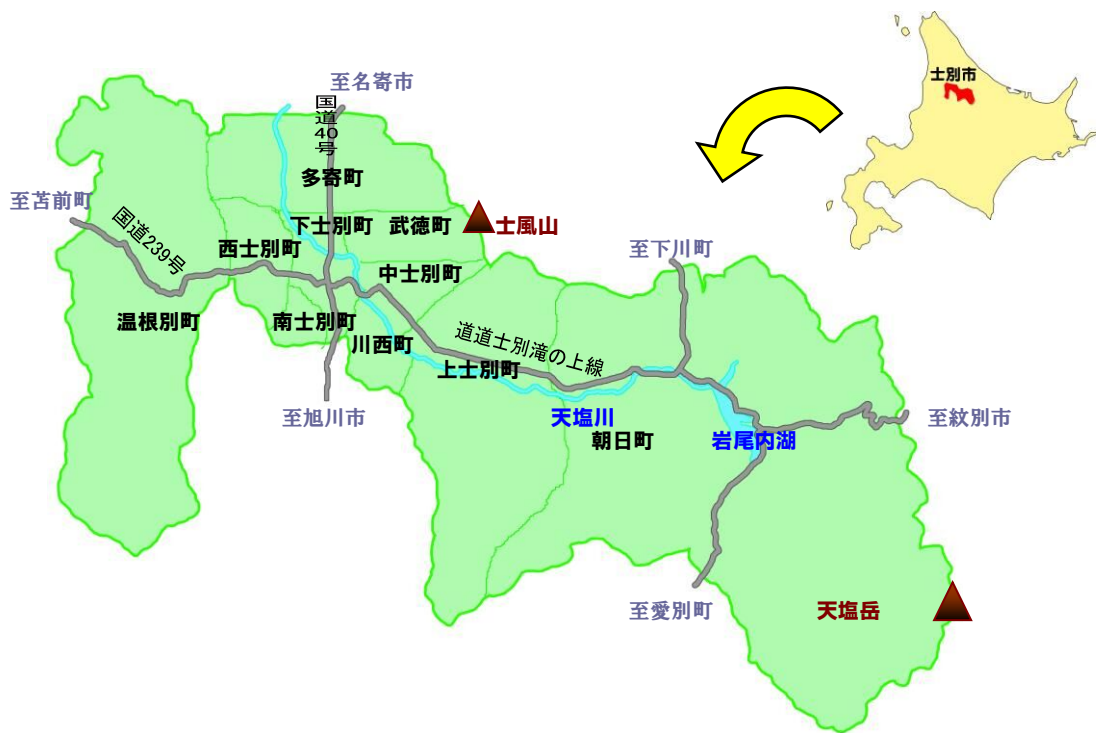 士別市
至名寄市
国道40号
多寄町
至苫前町
国道239号
下士別町
武徳町
士風山
西士別町
中士別町
至下川町
温根別町
南士別町
川西町
道道士別滝の上線
上士別町
至旭川市
天塩川
朝日町
岩尾内湖
至紋別市
至愛別町
天塩岳